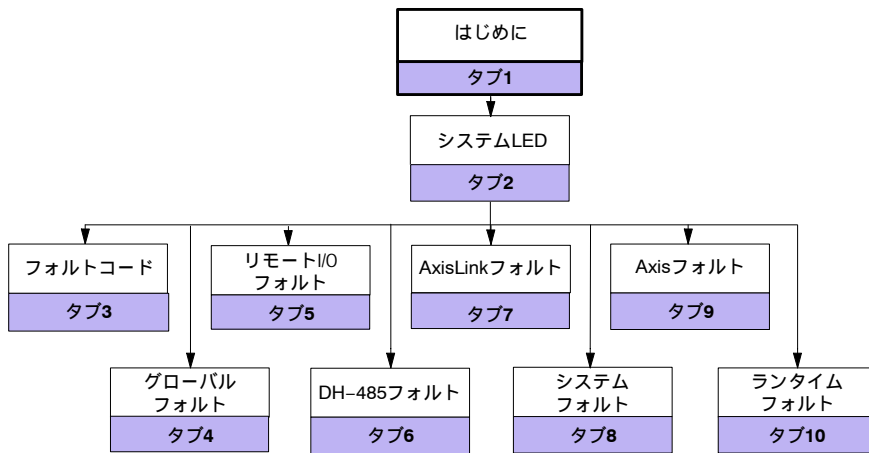 はじめに
タブ1
システムLED
タブ2
フォルトコード
タブ3
リモートI/O
フォルト
タブ5
AxisLinkフォルト
タブ7
Axisフォルト
タブ9
グローバル
フォルト
タブ4
DH-485フォルト
タブ6
システム
フォルト
タブ8
ランタイム
フォルト
タブ10